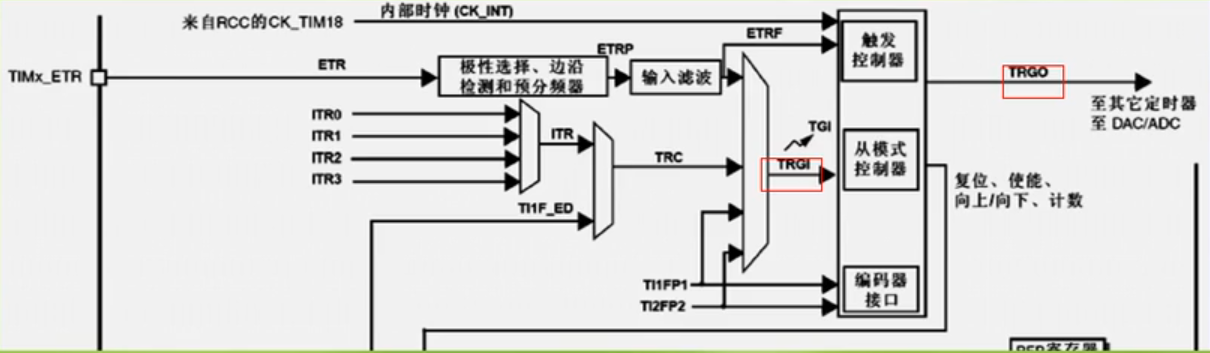 内部时钟 (CK_INT)
来自RCC的CK_TIM18
ETRF
触发
控制器
TRGO
ETRP
ETR
TIMx_ETR
极性选择、边沿
检测和预分频器
输入滤波
至其它定时器
至 DAC/ADC
ITR0
ITR1
ITR2
ITR3
ITR
TGI
TRC
TRGI
从模式
控制器
复位、使能、
向上/向下、计数
TI1F_ED
TI1FP1
TI2FP2
编码器
接口